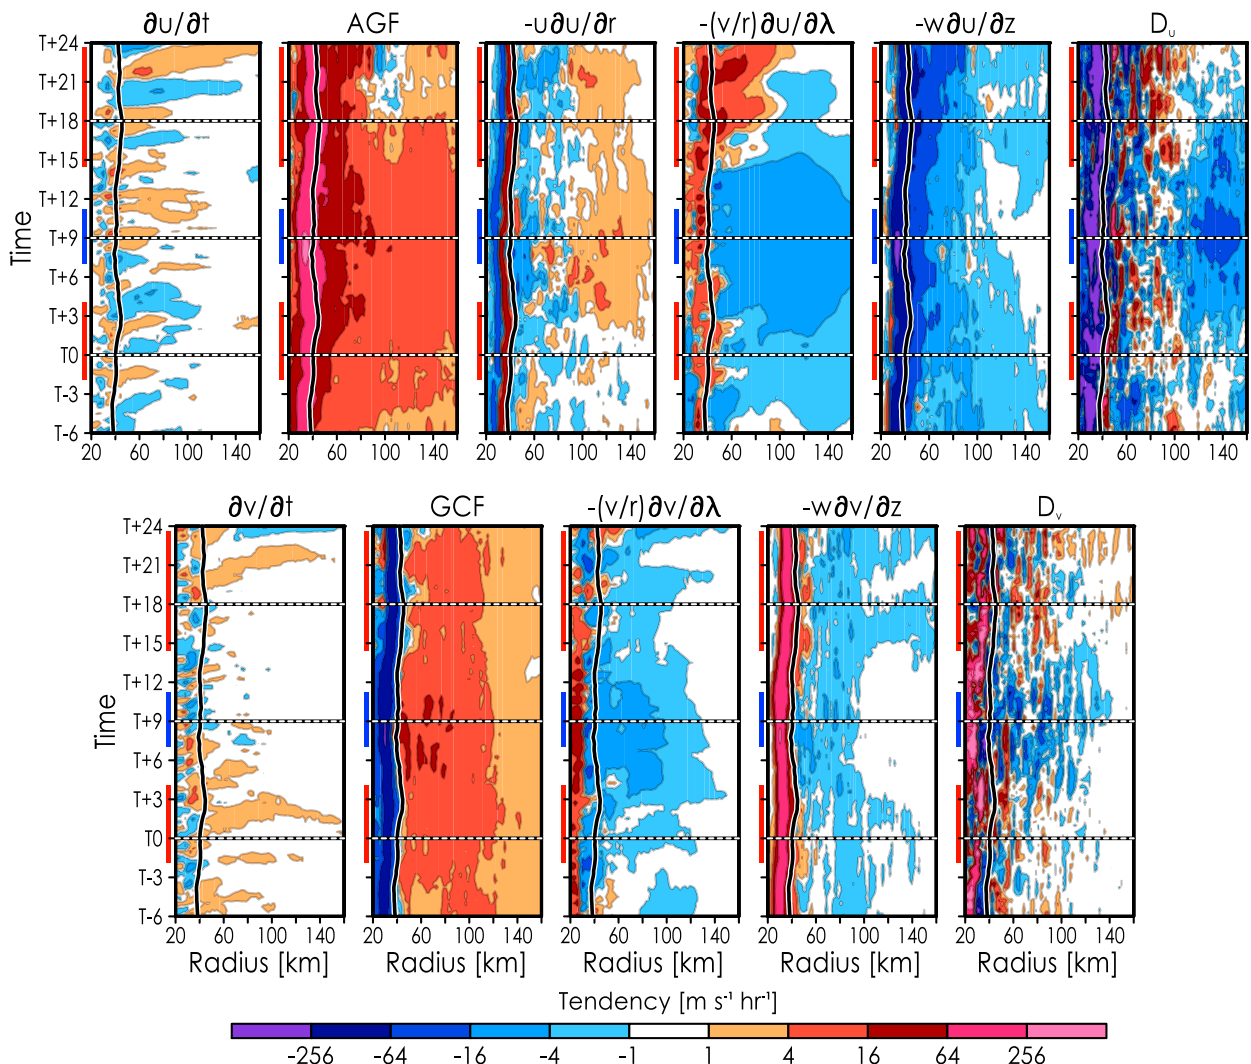 ∂u/∂t AGF -u∂u/∂r -(v/r)∂u/∂λ -w∂u/∂z Dᵤ
T+24
T+21
T+18
T+15
T+12
T+9
T+6
T+3
T0
T-3
T-6
Time
20 60 100 140 20 60 100 140 20 60 100 140 20 60 100 140 20 60 100 140 20 60 100 140
∂v/∂t GCF -(v/r)∂v/∂λ -w∂v/∂z Dᵥ
T+24
T+21
T+18
T+15
T+12
T+9
T+6
T+3
T0
T-3
T-6
Time
20 60 100 140 20 60 100 140 20 60 100 140 20 60 100 140 20 60 100 140
Radius [km] Radius [km] Radius [km] Radius [km] Radius [km]
Tendency [m s⁻¹ hr⁻¹]
-256 -64 -16 -4 -1 1 4 16 64 256